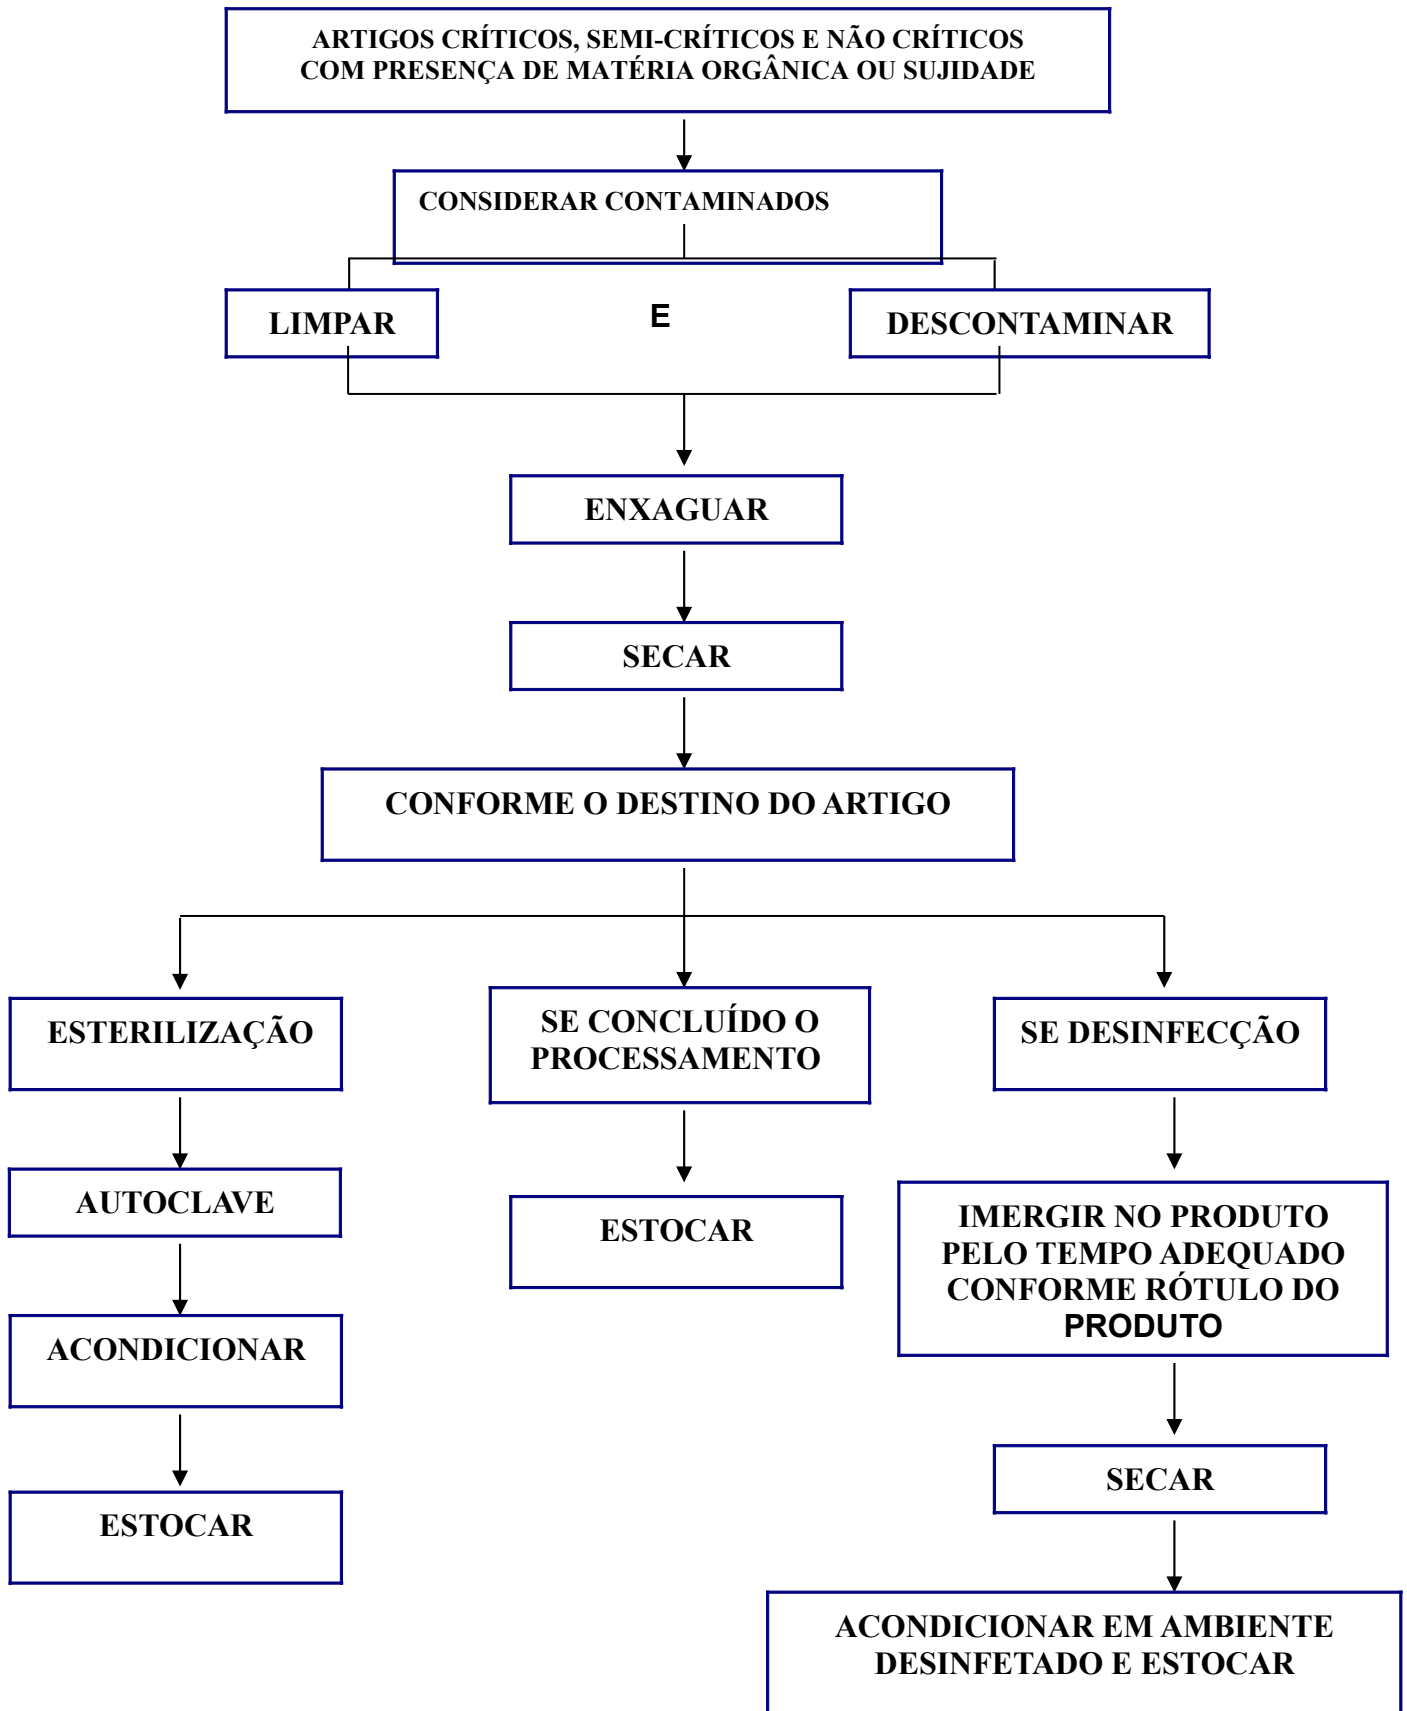 ARTIGOS CRÍTICOS, SEMI-CRÍTICOS E NÃO CRÍTICOS
COM PRESENÇA DE MATÉRIA ORGÂNICA OU SUJIDADE
CONSIDERAR CONTAMINADOS
LIMPAR
E
DESCONTAMINAR
ENXAGUAR
SECAR
CONFORME O DESTINO DO ARTIGO
ESTERILIZAÇÃO
SE CONCLUÍDO O
PROCESSAMENTO
SE DESINFECÇÃO
AUTOCLAVE
ESTOCAR
IMERGIR NO PRODUTO
PELO TEMPO ADEQUADO
CONFORME RÓTULO DO
PRODUTO
ACONDICIONAR
SECAR
ESTOCAR
ACONDICIONAR EM AMBIENTE
DESINFETADO E ESTOCAR